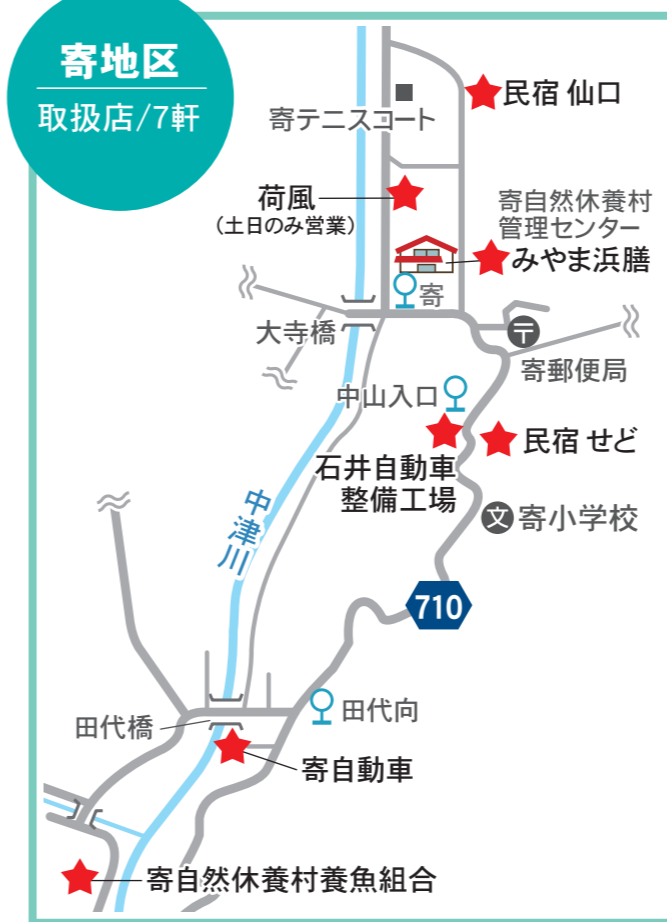 寄地区
取扱店/7軒
民宿 仙口
寄テニスコート
荷風
(土日のみ営業)
寄自然休養村
管理センター
みやま浜膳
寄
大寺橋
〒
寄郵便局
中山入口
民宿 せど
石井自動車
整備工場
文
寄小学校
中津川
710
田代向
田代橋
寄自動車
寄自然休養村養魚組合